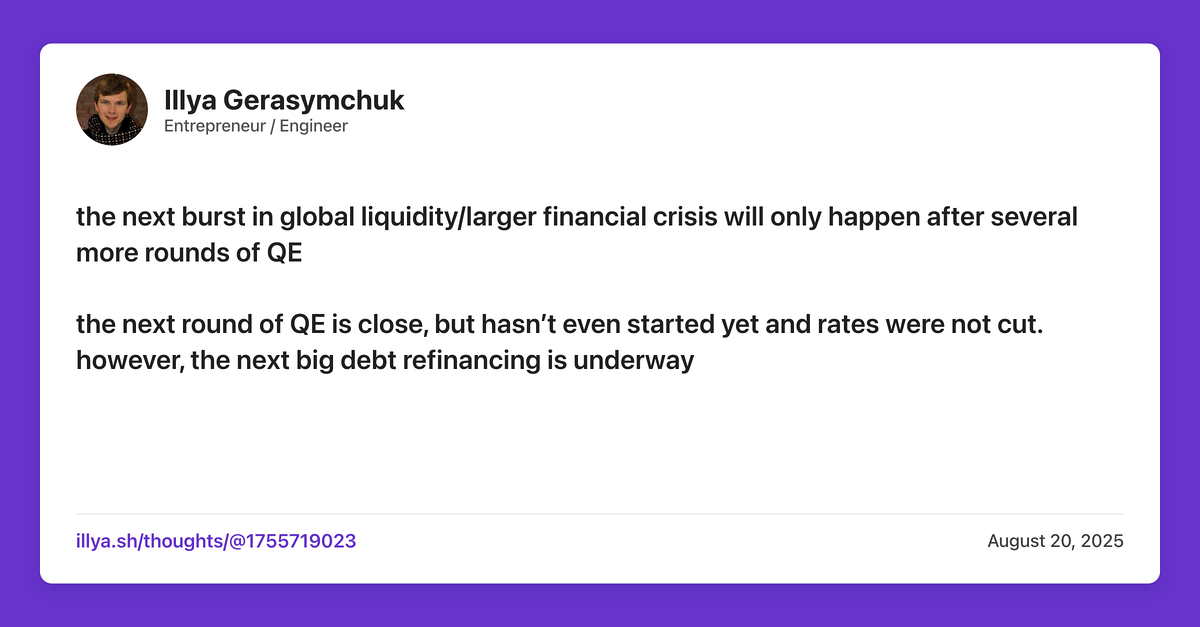 Illya Gerasymchuk
Entrepreneur / Engineer
the next burst in global liquidity/larger financial crisis will only happen after several
more rounds of QE
the next round of QE is close, but hasn’t even started yet and rates were not cut.
however, the next big debt refinancing is underway
illya.sh/thoughts/@1755719023
August 20, 2025